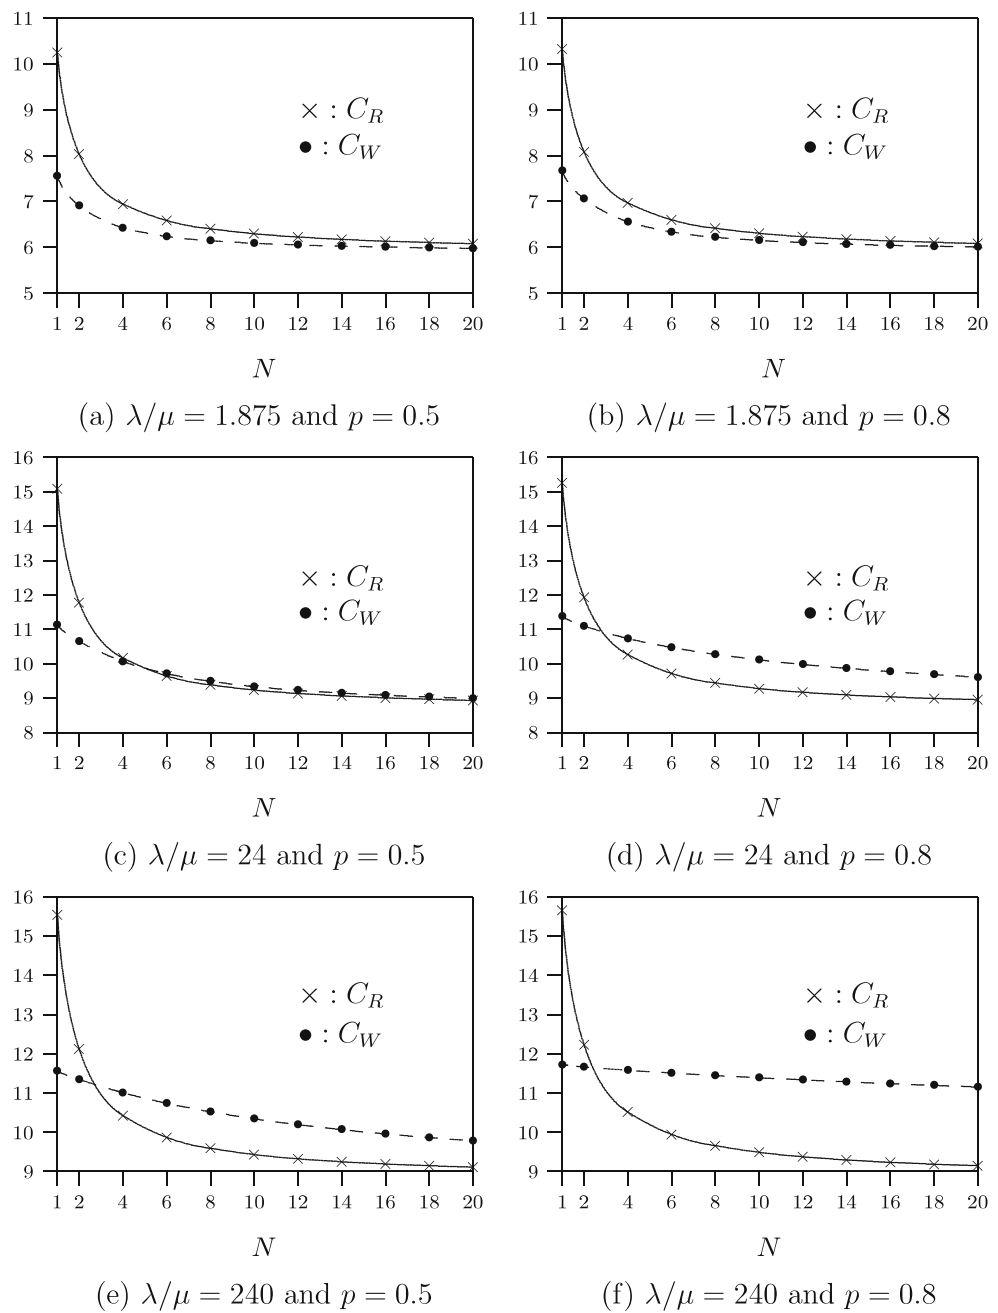 11
10
9
8
7
6
5
× : C_R
● : C_W
1 2 4 6 8 10 12 14 16 18 20
N
(a) λ/μ = 1.875 and p = 0.5
11
10
9
8
7
6
5
× : C_R
● : C_W
1 2 4 6 8 10 12 14 16 18 20
N
(b) λ/μ = 1.875 and p = 0.8
16
15
14
13
12
11
10
9
8
× : C_R
● : C_W
1 2 4 6 8 10 12 14 16 18 20
N
(c) λ/μ = 24 and p = 0.5
16
15
14
13
12
11
10
9
8
× : C_R
● : C_W
1 2 4 6 8 10 12 14 16 18 20
N
(d) λ/μ = 24 and p = 0.8
16
15
14
13
12
11
10
9
× : C_R
● : C_W
1 2 4 6 8 10 12 14 16 18 20
N
(e) λ/μ = 240 and p = 0.5
16
15
14
13
12
11
10
9
× : C_R
● : C_W
1 2 4 6 8 10 12 14 16 18 20
N
(f) λ/μ = 240 and p = 0.8